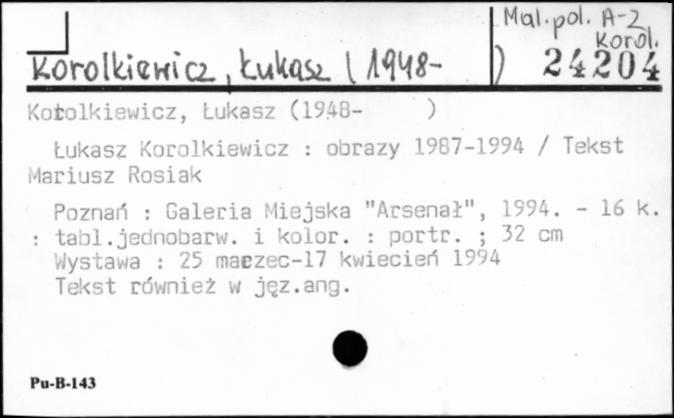 Mal. pol. A-2
Korol.
Korolkiewicz, Łukasz (1948- ) 24204
Korolkiewicz, Łukasz (1948- )
Łukasz Korolkiewicz : obrazy 1987-1994 / Tekst
Mariusz Rosiak
Poznań : Galeria Miejska "Arsenał", 1994. - 16 k.
: tabl.jednobarw. i kolor. : portr. ; 32 cm
Wystawa : 25 marzec-17 kwiecień 1994
Tekst również w jęz.ang.
Pu-B-143